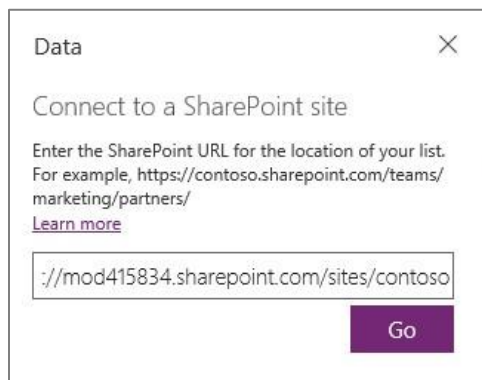 Data
Connect to a SharePoint site
Enter the SharePoint URL for the location of your list.
For example, https://contoso.sharepoint.com/teams/
marketing/partners/
Learn more
://mod415834.sharepoint.com/sites/contoso
Go